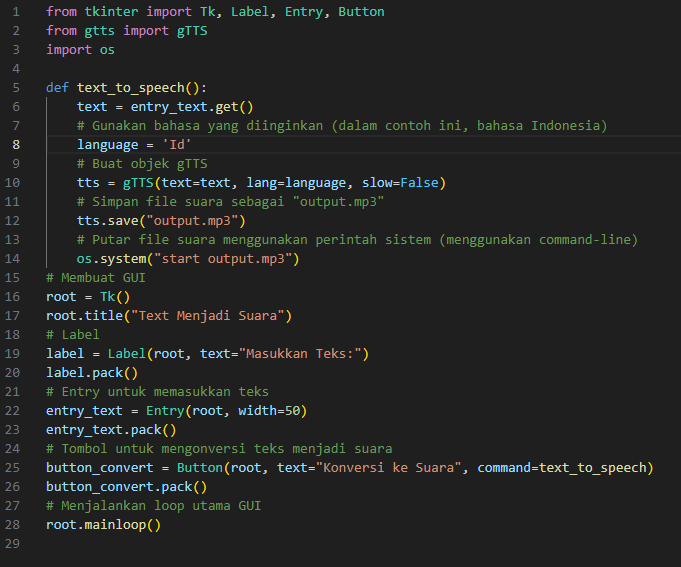 1 from tkinter import Tk, Label, Entry, Button
2 from gtts import gTTS
3 import os
4
5 def text_to_speech():
6     text = entry_text.get()
7     # Gunakan bahasa yang diinginkan (dalam contoh ini, bahasa Indonesia)
8     language = 'Id'
9     # Buat objek gTTS
10     tts = gTTS(text=text, lang=language, slow=False)
11     # Simpan file suara sebagai "output.mp3"
12     tts.save("output.mp3")
13     # Putar file suara menggunakan perintah sistem (menggunakan command-line)
14     os.system("start output.mp3")
15 # Membuat GUI
16 root = Tk()
17 root.title("Text Menjadi Suara")
18 # Label
19 label = Label(root, text="Masukkan Teks:")
20 label.pack()
21 # Entry untuk memasukkan teks
22 entry_text = Entry(root, width=50)
23 entry_text.pack()
24 # Tombol untuk mengonversi teks menjadi suara
25 button_convert = Button(root, text="Konversi ke Suara", command=text_to_speech)
26 button_convert.pack()
27 # Menjalankan loop utama GUI
28 root.mainloop()
29